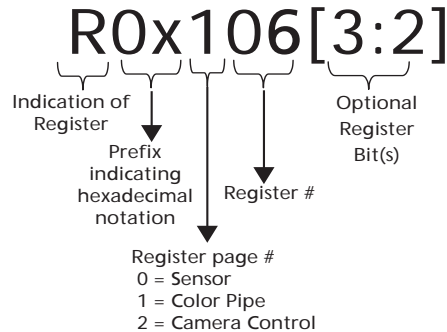 R0x106[3:2]
Indication of
Register
Optional
Register
Bit(s)
Prefix
indicating
hexadecimal
notation
Register #
Register page #
0 = Sensor
1 = Color Pipe
2 = Camera Control